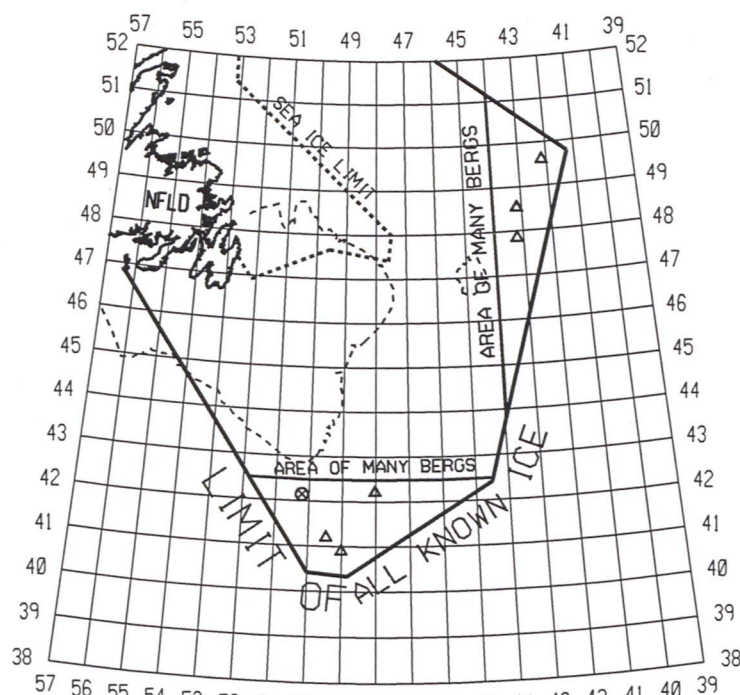 57 55 53 51 49 47 45 43 41 39
52 52
51 51
50 50
49 49
48 48
47 47
46 46
45 45
44 44
43 43
42 42
41 41
40 40
39 39
38 38
SEA ICE LIMIT
NFLD
AREA OF MANY BERGS
AREA OF MANY BERGS
LIMIT OF ALL KNOWN ICE
57 56 55 54 53 40 39